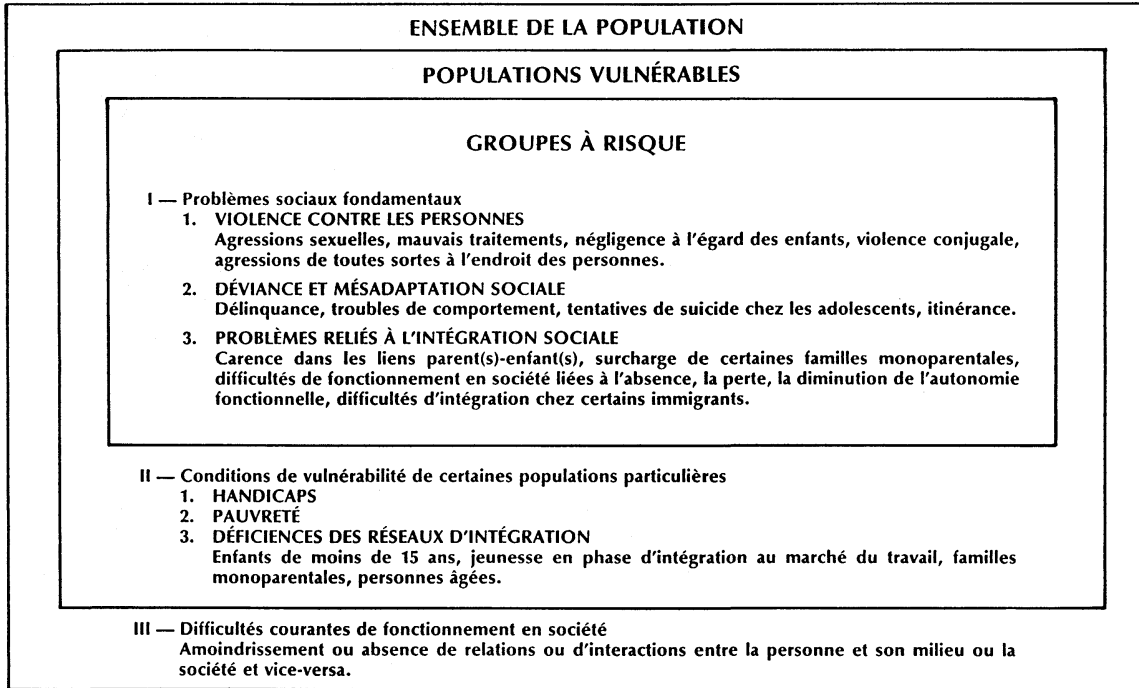 ENSEMBLE DE LA POPULATION
POPULATIONS VULNÉRABLES
GROUPES À RISQUE
I — Problèmes sociaux fondamentaux
1. VIOLENCE CONTRE LES PERSONNES
Agressions sexuelles, mauvais traitements, négligence à l'égard des enfants, violence conjugale,
agressions de toutes sortes à l'endroit des personnes.
2. DÉVIANCE ET MÉSADAPTATION SOCIALE
Délinquance, troubles de comportement, tentatives de suicide chez les adolescents, itinérance.
3. PROBLÈMES RELIÉS À L'INTÉGRATION SOCIALE
Carence dans les liens parent(s)-enfant(s), surcharge de certaines familles monoparentales,
difficultés de fonctionnement en société liées à l'absence, la perte, la diminution de l'autonomie
fonctionnelle, difficultés d'intégration chez certains immigrants.
II — Conditions de vulnérabilité de certaines populations particulières
1. HANDICAPS
2. PAUVRETÉ
3. DÉFICIENCES DES RÉSEAUX D'INTÉGRATION
Enfants de moins de 15 ans, jeunesse en phase d'intégration au marché du travail, familles
monoparentales, personnes âgées.
III — Difficultés courantes de fonctionnement en société
Amoindrissement ou absence de relations ou d'interactions entre la personne et son milieu ou la
société et vice-versa.